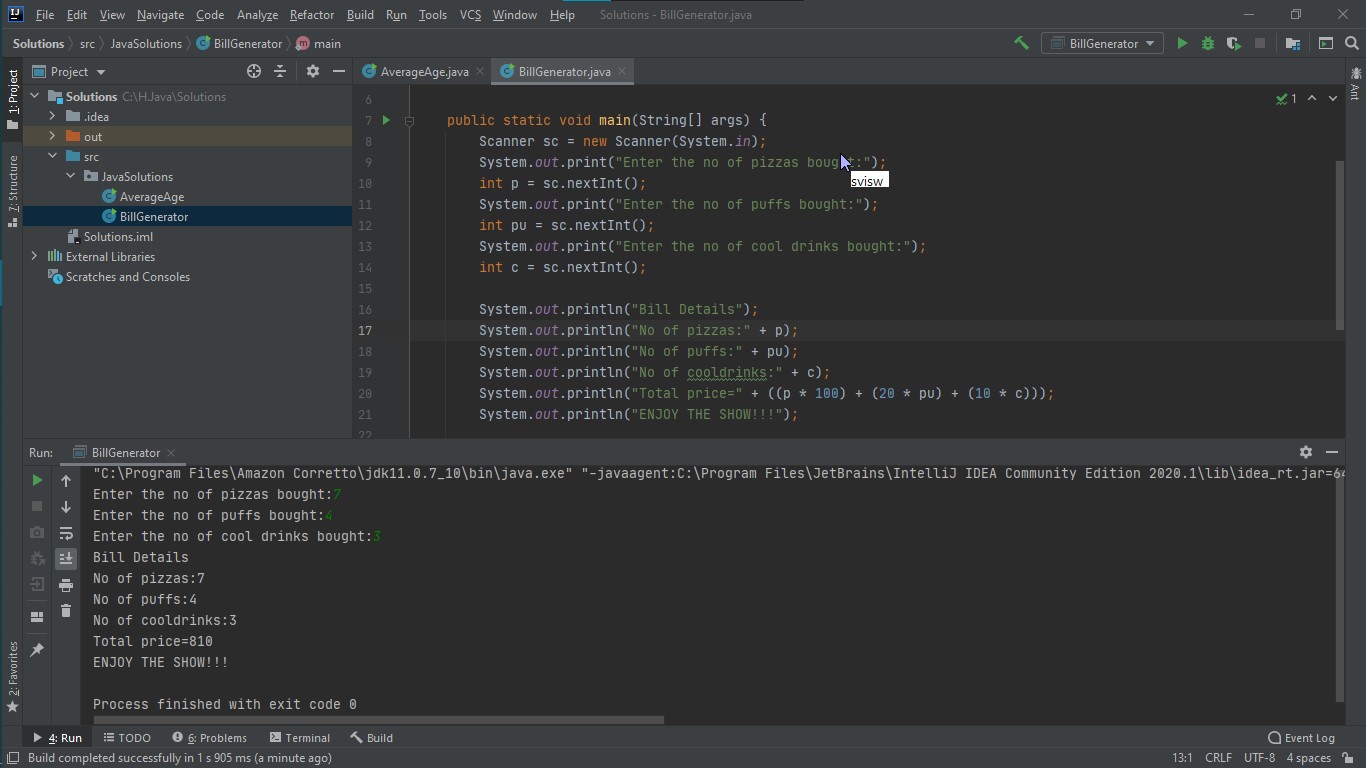 File Edit View Navigate Code Analyze Refactor Build Run Tools VCS Window Help Solutions - BillGenerator.java
Solutions src JavaSolutions BillGenerator main BillGenerator
1: Project
7: Structure
2: Favorites
Ant
Project
Solutions C:\H.Java\Solutions
.idea
out
src
JavaSolutions
AverageAge
BillGenerator
Solutions.iml
External Libraries
Scratches and Consoles
AverageAge.java BillGenerator.java
1
6
7 public static void main(String[] args) {
8 Scanner sc = new Scanner(System.in);
9 System.out.print("Enter the no of pizzas bought:");
svisw
10 int p = sc.nextInt();
11 System.out.print("Enter the no of puffs bought:");
12 int pu = sc.nextInt();
13 System.out.print("Enter the no of cool drinks bought:");
14 int c = sc.nextInt();
15
16 System.out.println("Bill Details");
17 System.out.println("No of pizzas:" + p);
18 System.out.println("No of puffs:" + pu);
19 System.out.println("No of cooldrinks:" + c);
20 System.out.println("Total price=" + ((p * 100) + (20 * pu) + (10 * c)));
21 System.out.println("ENJOY THE SHOW!!!");
22
Run: BillGenerator
"C:\Program Files\Amazon Corretto\jdk11.0.7_10\bin\java.exe" "-javaagent:C:\Program Files\JetBrains\IntelliJ IDEA Community Edition 2020.1\lib\idea_rt.jar=64
Enter the no of pizzas bought:7
Enter the no of puffs bought:4
Enter the no of cool drinks bought:3
Bill Details
No of pizzas:7
No of puffs:4
No of cooldrinks:3
Total price=810
ENJOY THE SHOW!!!
Process finished with exit code 0
4: Run TODO 6: Problems Terminal Build Event Log
Build completed successfully in 1 s 905 ms (a minute ago) 13:1 CRLF UTF-8 4 spaces